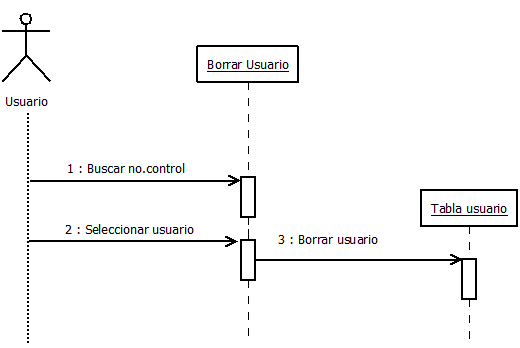 Borrar Usuario
Usuario
1 : Buscar no.control
Tabla usuario
2 : Seleccionar usuario
3 : Borrar usuario